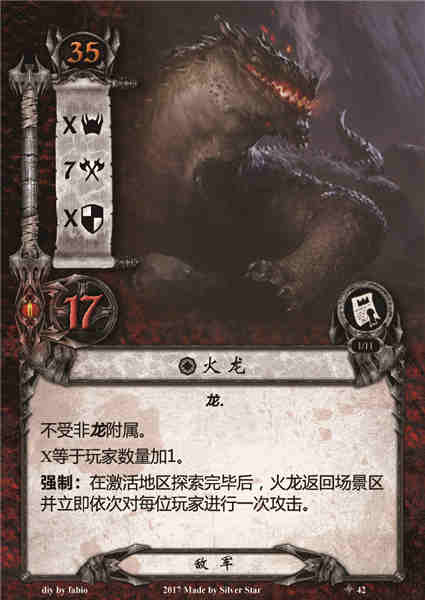 35
X
7
X
17
1/11
火龙
龙.
不受非龙附属。
X等于玩家数量加1。
强制：在激活地区探索完毕后，火龙返回场景区
并立即依次对每位玩家进行一次攻击。
敌军
diy by fabio 2017 Made by Silver Star 42